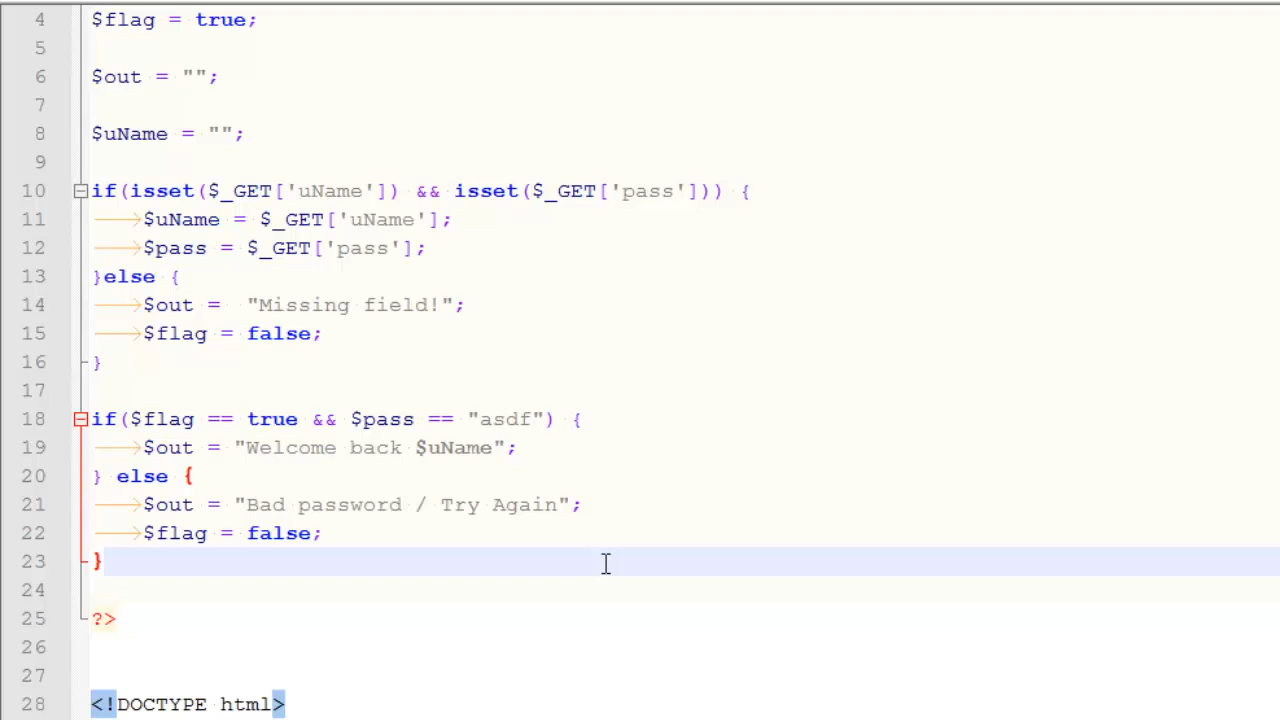 4 $flag = true;
5
6 $out = "";
7
8 $uName = "";
9
10 if(isset($_GET['uName']) && isset($_GET['pass'])) {
11 $uName = $_GET['uName'];
12 $pass = $_GET['pass'];
13 }else {
14 $out =  "Missing field!";
15 $flag = false;
16 }
17
18 if($flag == true && $pass == "asdf") {
19 $out = "Welcome back $uName";
20 } else {
21 $out = "Bad password / Try Again";
22 $flag = false;
23 }
24
25 ?>
26
27
28 <!DOCTYPE html>